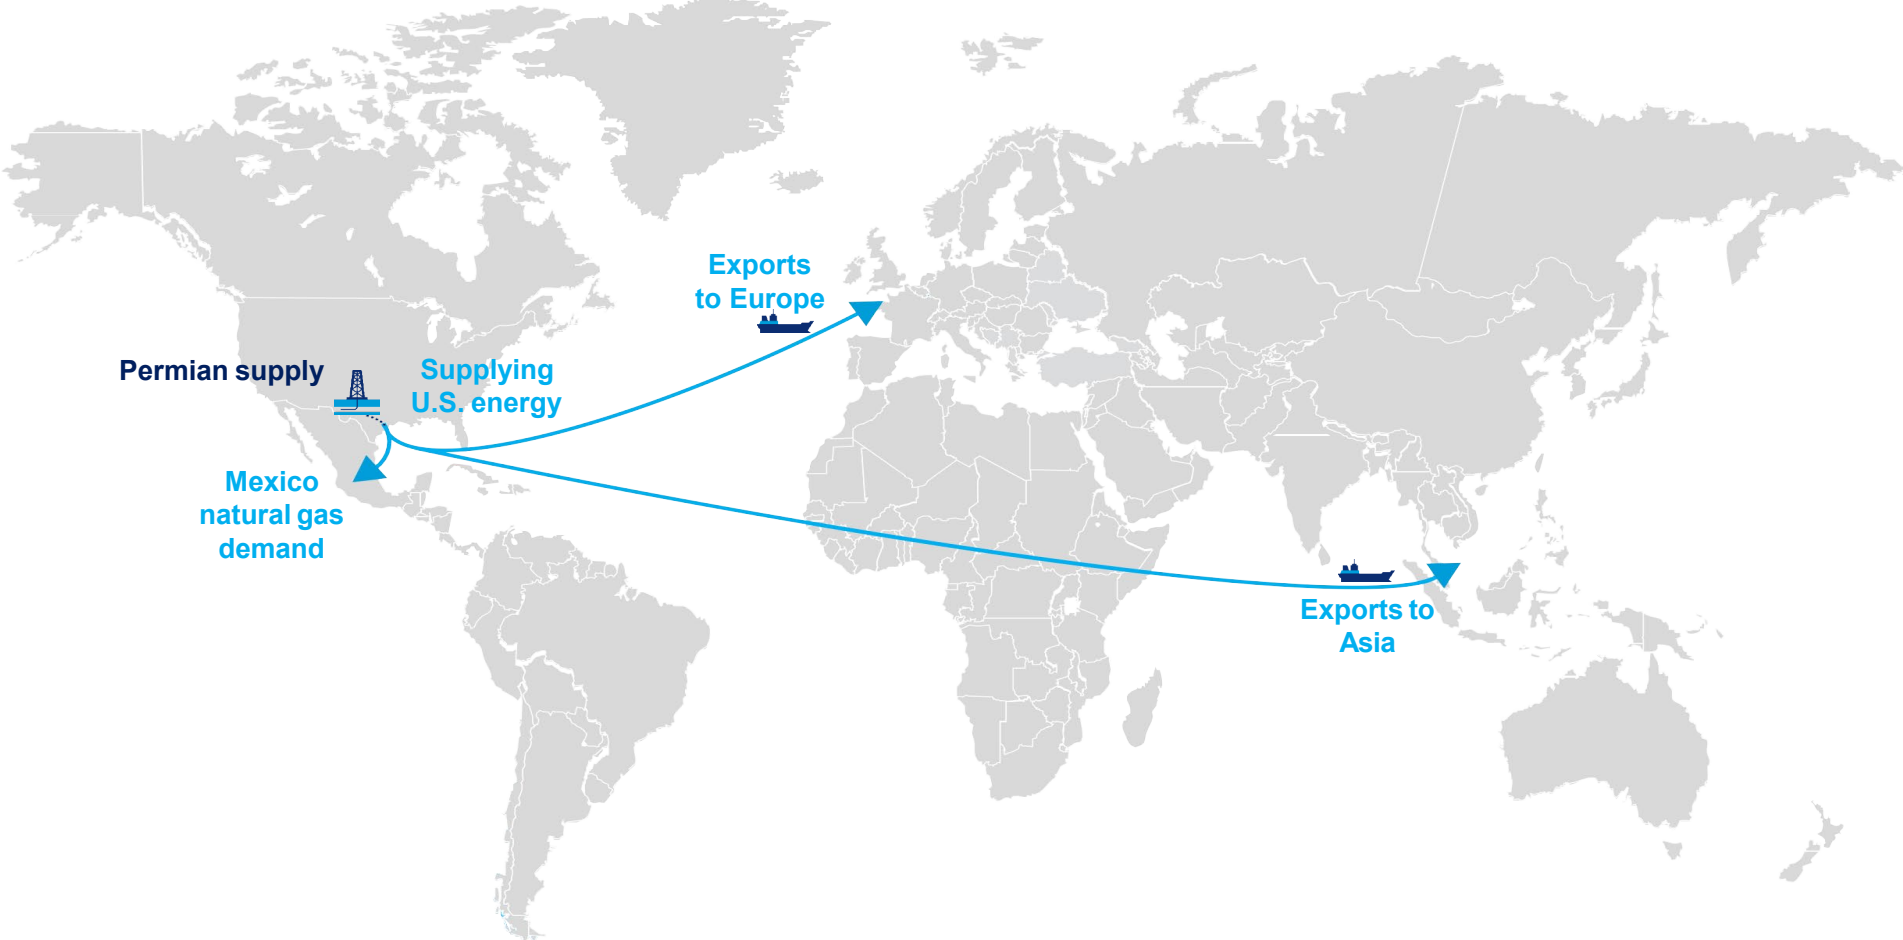 Exports
to Europe
Permian supply
Supplying
U.S. energy
Mexico
natural gas
demand
Exports to
Asia